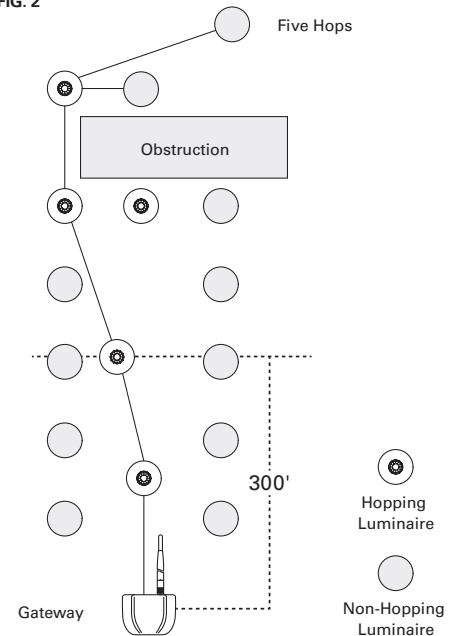 FIG. 2
Five Hops
Obstruction
300'
Hopping
Luminaire
Gateway
Non-Hopping
Luminaire